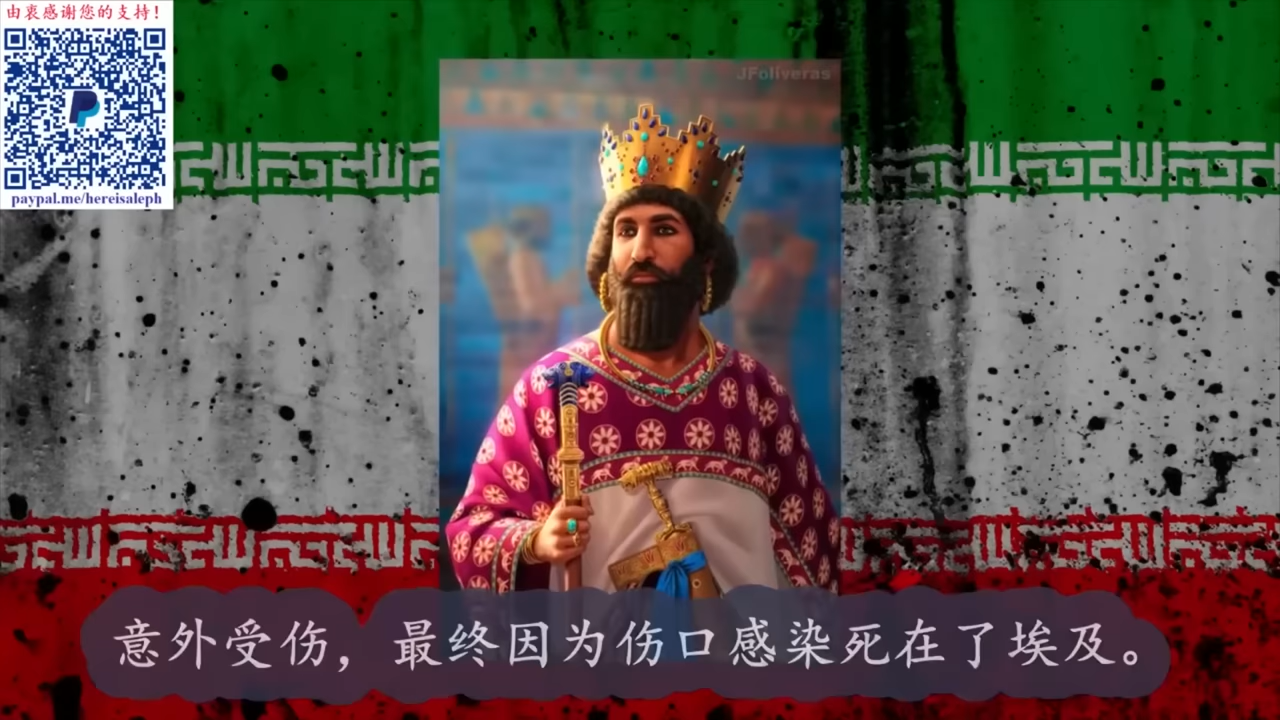 由衷感谢您的支持!
paypal.me/hereisaleph
JFoliveras
意外受伤，最终因为伤口感染死在了埃及。